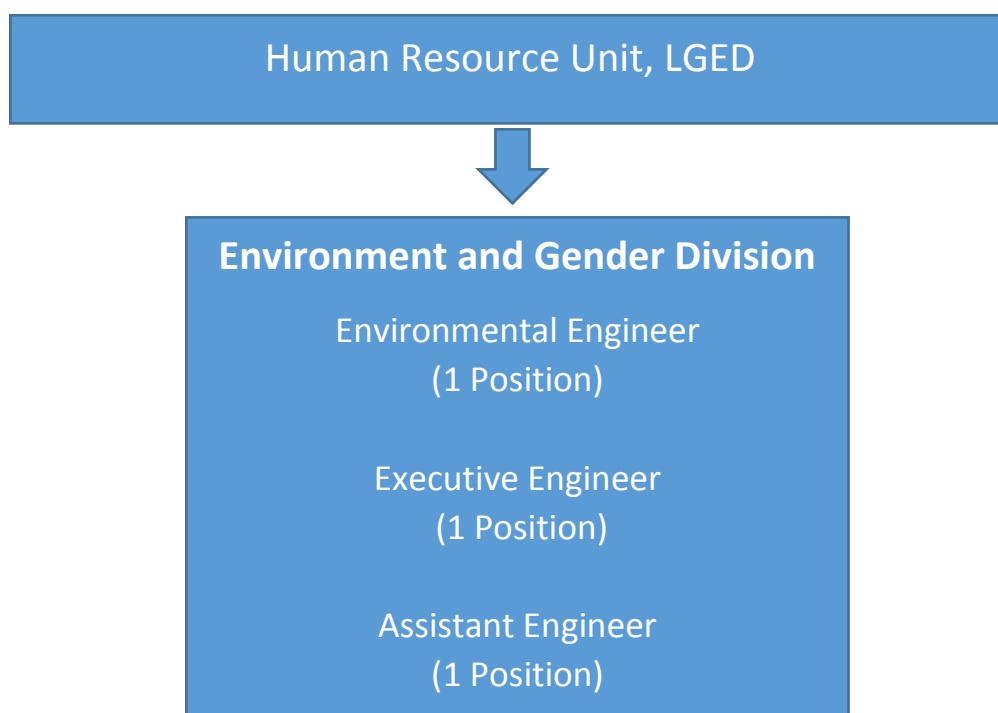 Human Resource Unit, LGED
Environment and Gender Division
Environmental Engineer
(1 Position)
Executive Engineer
(1 Position)
Assistant Engineer
(1 Position)